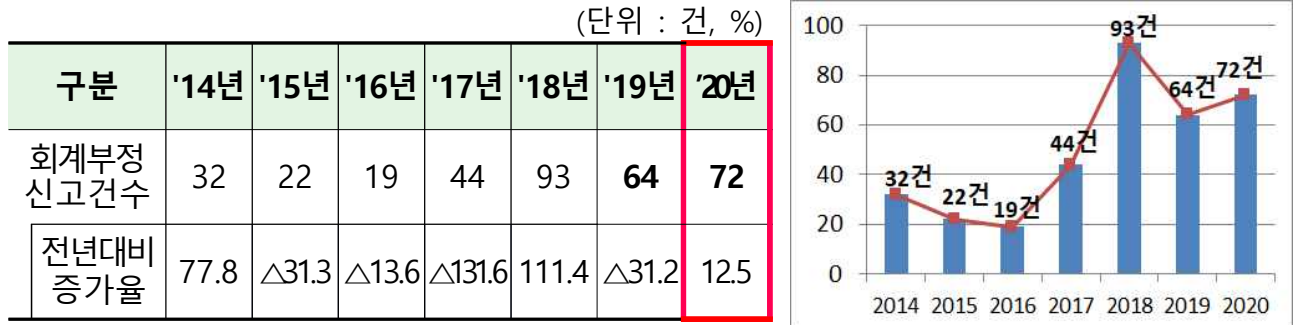 (단위 : 건, %)
구분 '14년 '15년 '16년 '17년 '18년 '19년 ’20년
회계부정
신고건수 32 22 19 44 93 64 72
전년대비
증가율 77.8 △31.3 △13.6 △131.6 111.4 △31.2 12.5
100
80
60
40
20
0
32건
22건
19건
44건
93건
64건
72건
2014 2015 2016 2017 2018 2019 2020